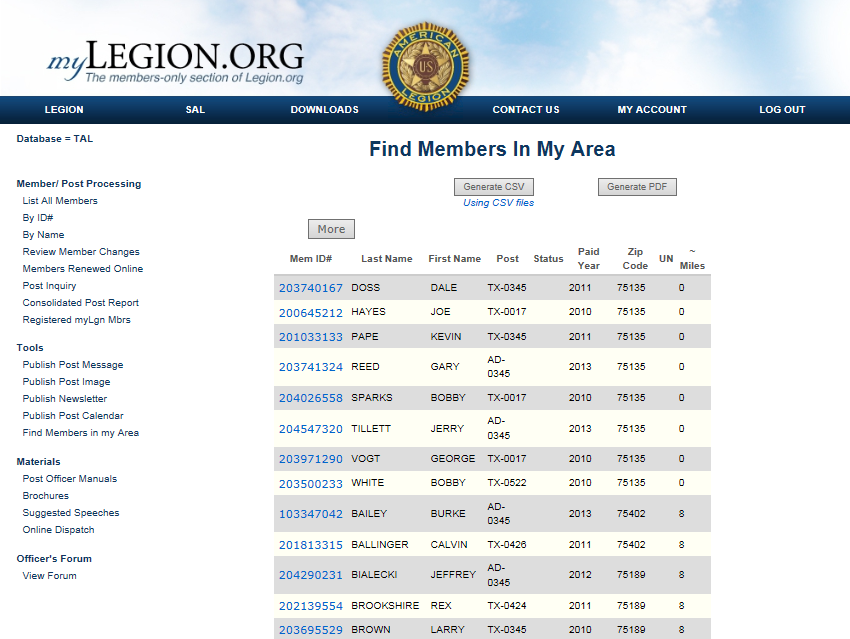 myLEGION.ORG
The members-only section of Legion.org
AMERICAN
US
LEGION
LEGION SAL DOWNLOADS CONTACT US MY ACCOUNT LOG OUT
Database = TAL
Find Members In My Area
Member/ Post Processing
List All Members
By ID#
By Name
Review Member Changes
Members Renewed Online
Post Inquiry
Consolidated Post Report
Registered myLgn Mbrs
Tools
Publish Post Message
Publish Post Image
Publish Newsletter
Publish Post Calendar
Find Members in my Area
Materials
Post Officer Manuals
Brochures
Suggested Speeches
Online Dispatch
Officer's Forum
View Forum
Generate CSV Generate PDF
Using CSV files
More
Mem ID# Last Name First Name Post Status Paid Year Zip Code UN ~ Miles
203740167 DOSS DALE TX-0345 2011 75135 0
200645212 HAYES JOE TX-0017 2010 75135 0
201033133 PAPE KEVIN TX-0345 2011 75135 0
203741324 REED GARY AD-0345 2013 75135 0
204026558 SPARKS BOBBY TX-0017 2010 75135 0
204547320 TILLETT JERRY AD-0345 2013 75135 0
203971290 VOGT GEORGE TX-0017 2010 75135 0
203500233 WHITE BOBBY TX-0522 2010 75135 0
103347042 BAILEY BURKE AD-0345 2013 75402 8
201813315 BALLINGER CALVIN TX-0426 2011 75402 8
204290231 BIALECKI JEFFREY AD-0345 2012 75189 8
202139554 BROOKSHIRE REX TX-0424 2011 75189 8
203695529 BROWN LARRY TX-0345 2010 75189 8